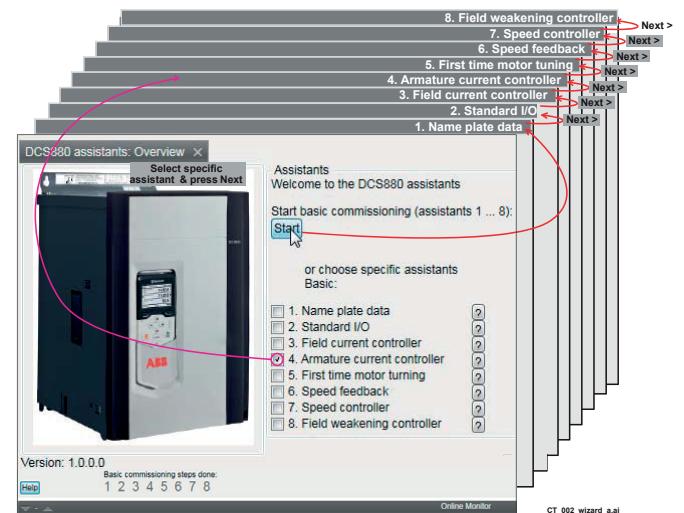 8. Field weakening controller
Next >
7. Speed controller
Next >
6. Speed feedback
Next >
5. First time motor tuning
Next >
4. Armature current controller
Next >
3. Field current controller
Next >
2. Standard I/O
Next >
1. Name plate data
DCS880 assistants: Overview ×
Select specific
assistant & press Next
Assistants
Welcome to the DCS880 assistants
Start basic commissioning (assistants 1 ... 8):
Start
or choose specific assistants
Basic:
1. Name plate data ?
2. Standard I/O ?
3. Field current controller ?
4. Armature current controller ?
5. First time motor turning ?
6. Speed feedback ?
7. Speed controller ?
8. Field weakening controller ?
ABB
Version: 1.0.0.0
Basic commissioning steps done:
Help
1 2 3 4 5 6 7 8
Online Monitor
CT_002_wizard_a.ai